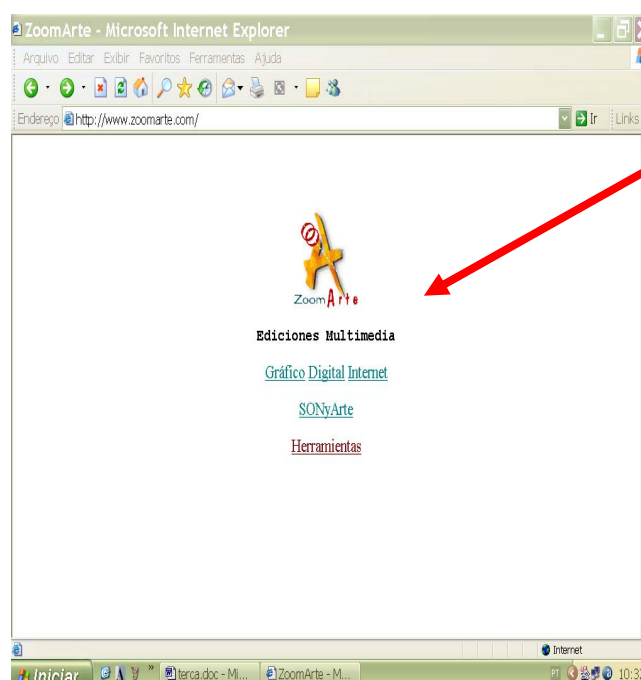 ZoomArte - Microsoft Internet Explorer
Arquivo Editar Exibir Favoritos Ferramentas Ajuda
Endereço http://www.zoomarte.com/ Ir Links
ZoomArte
Ediciones Multimedia
Gráfico Digital Internet
SONyArte
Herramientas
Internet
Iniciar » terca.doc - Mi... ZoomArte - M... PT